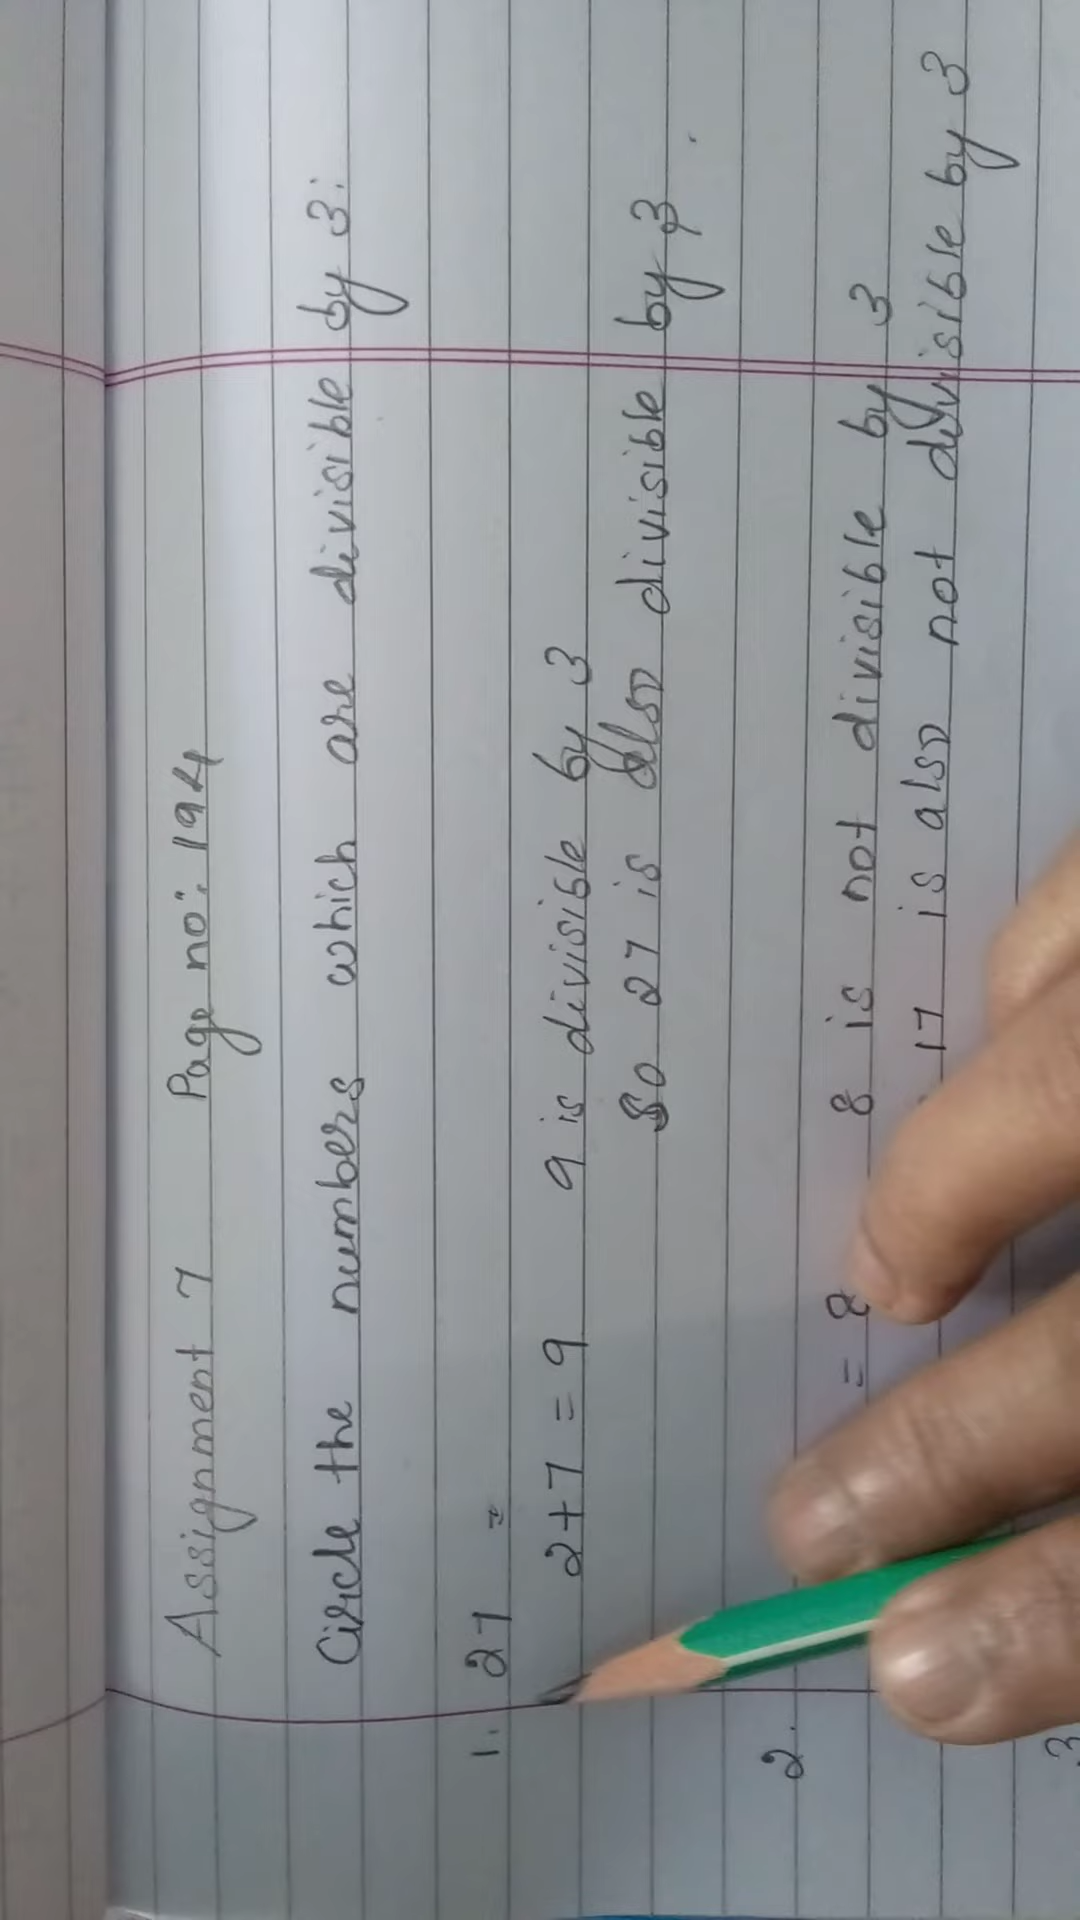 Assignment 7 Page no: 194
Circle the numbers which are divisible by 3:
1. 27 =
2+7 = 9 9 is divisible by 3
So 27 is also divisible by 3.
2.
= 8 8 is not divisible by 3
17 is also not divisible by 3
3